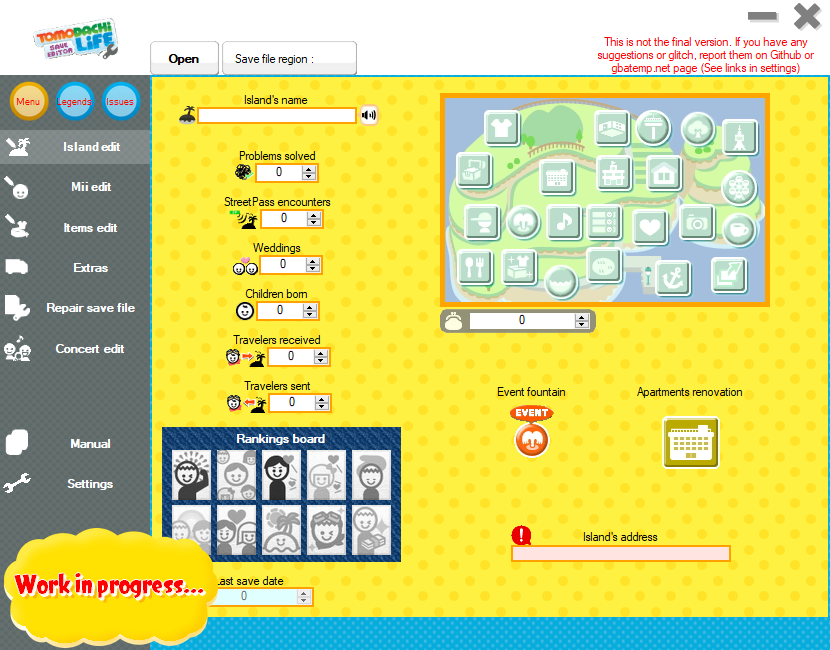 TOMODACHI
LIFE
SAVE
EDITOR
Open
Save file region :
This is not the final version. If you have any
suggestions or glitch, report them on Github or
gbatemp.net page (See links in settings)
Menu
Legends
Issues
Island edit
Mii edit
Items edit
Extras
Repair save file
Concert edit
Manual
Settings
Work in progress...
Island's name
Problems solved
0
StreetPass encounters
0
Weddings
0
Children born
0
Travelers received
0
Travelers sent
0
Rankings board
Last save date
0
0
Event fountain
EVENT
Apartments renovation
Island's address